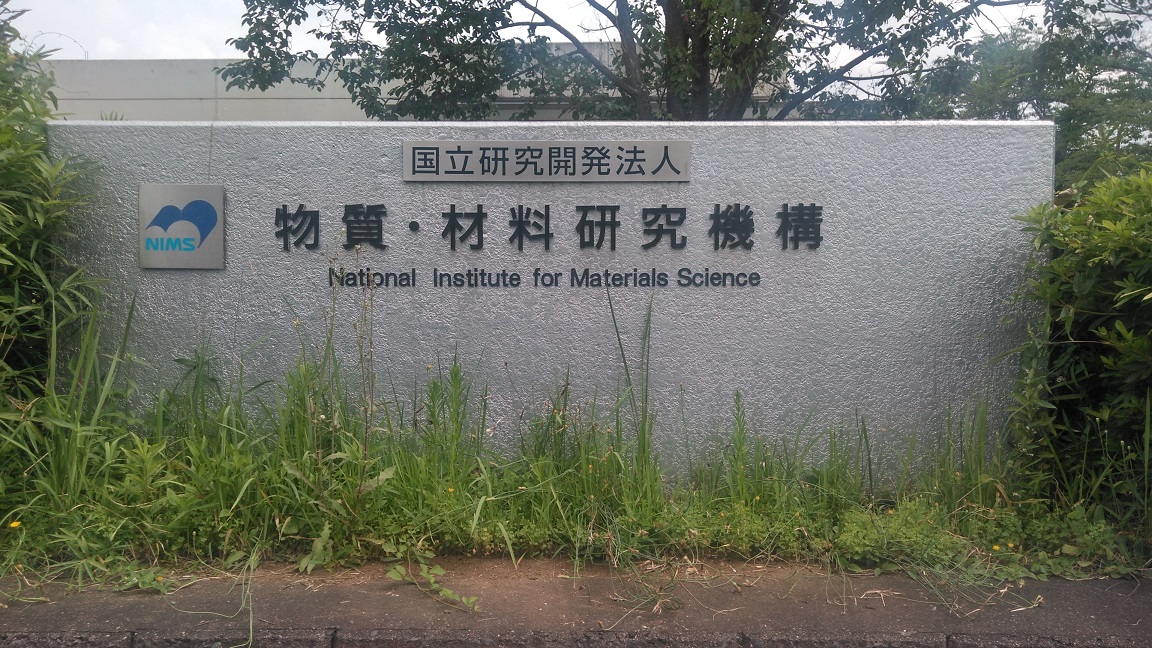 国立研究開発法人
NIMS
物質・材料研究機構
National Institute for Materials Science